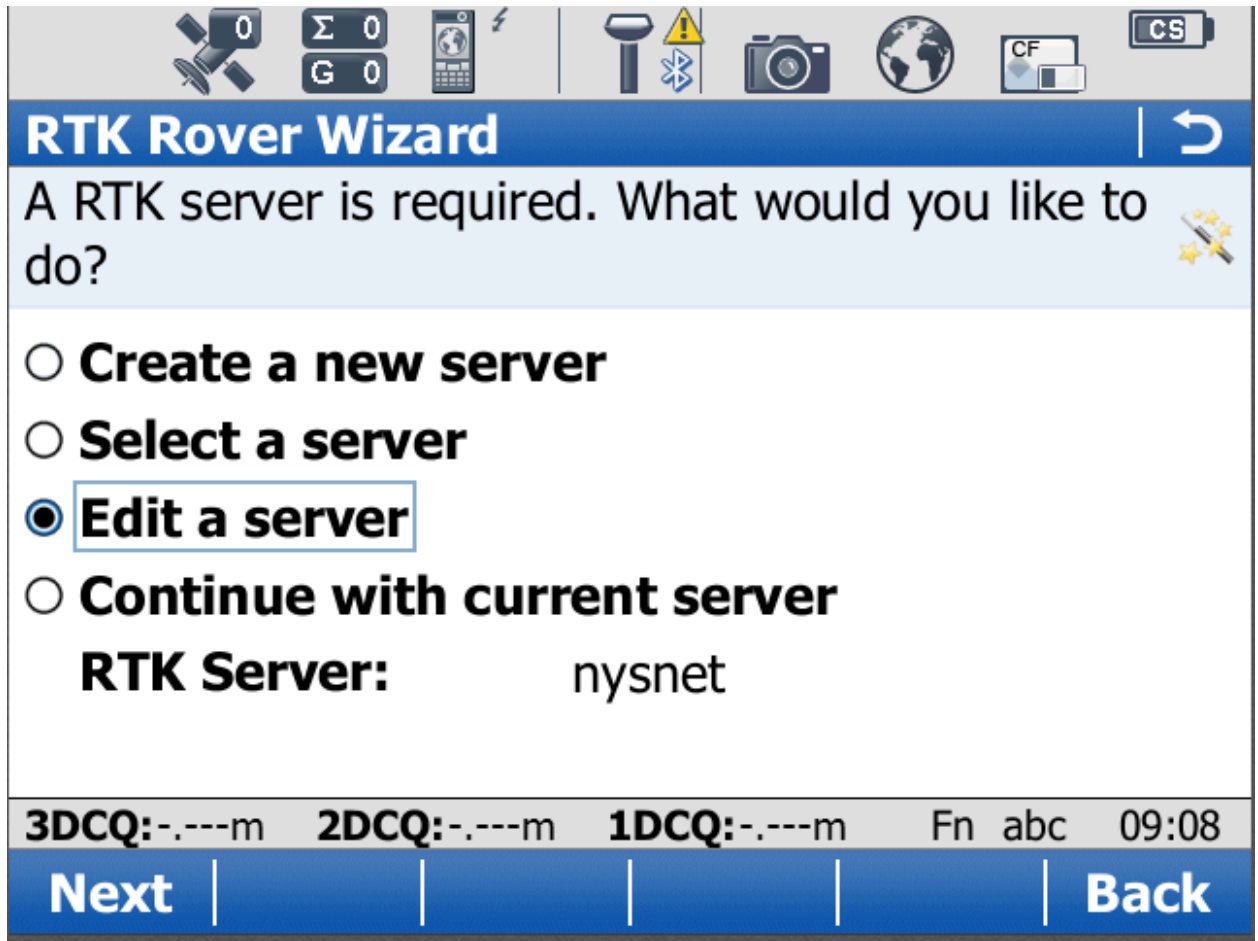 0
Σ 0
G 0
CF
CS
RTK Rover Wizard
A RTK server is required. What would you like to
do?
Create a new server
Select a server
Edit a server
Continue with current server
RTK Server: nysnet
3DCQ:-.---m 2DCQ:-.---m 1DCQ:-.---m Fn abc 09:08
Next Back